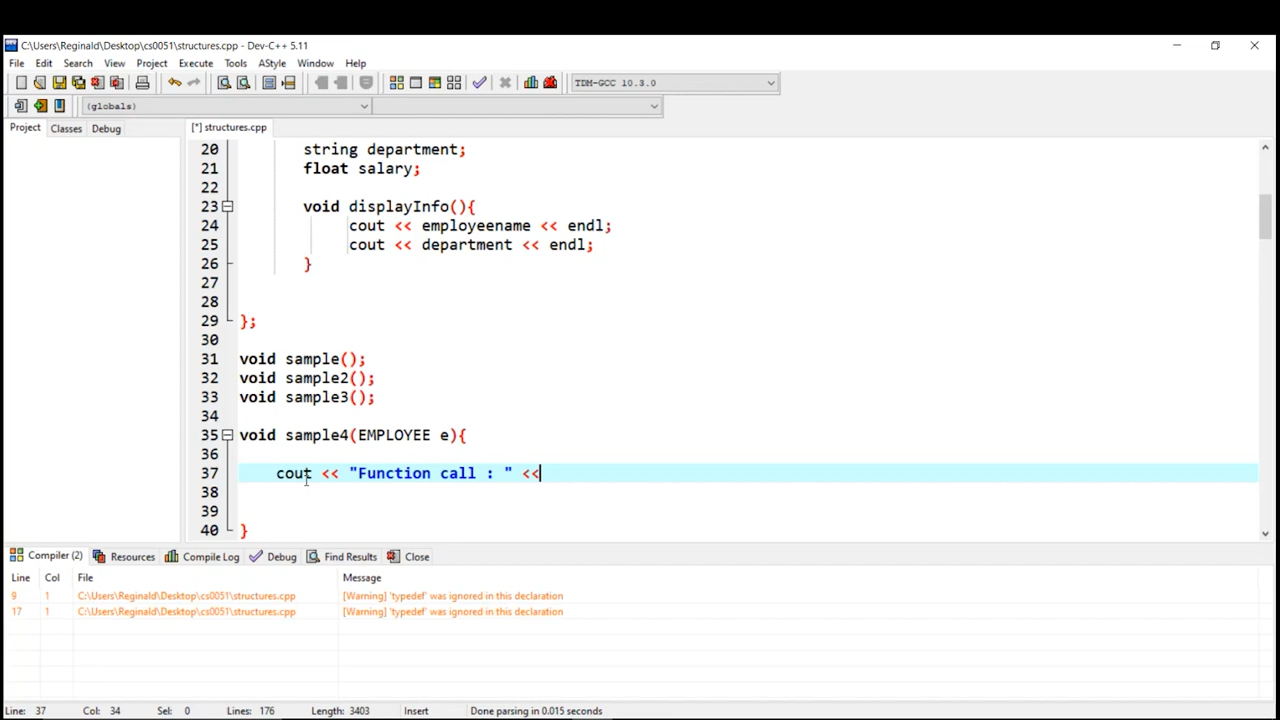 C:\Users\Reginald\Desktop\cs0051\structures.cpp - Dev-C++ 5.11
File Edit Search View Project Execute Tools AStyle Window Help
TDM-GCC 10.3.0
(globals)
Project Classes Debug [*] structures.cpp
20 string department;
21 float salary;
22
23 void displayInfo(){
24 cout << employeename << endl;
25 cout << department << endl;
26 }
27
28
29 };
30
31 void sample();
32 void sample2();
33 void sample3();
34
35 void sample4(EMPLOYEE e){
36
37 cout << "Function call : " <<
38
39
40 }
Compiler (2) Resources Compile Log Debug Find Results Close
Line Col File Message
9 1 C:\Users\Reginald\Desktop\cs0051\structures.cpp [Warning] 'typedef' was ignored in this declaration
17 1 C:\Users\Reginald\Desktop\cs0051\structures.cpp [Warning] 'typedef' was ignored in this declaration
Line: 37 Col: 34 Sel: 0 Lines: 176 Length: 3403 Insert Done parsing in 0.015 seconds